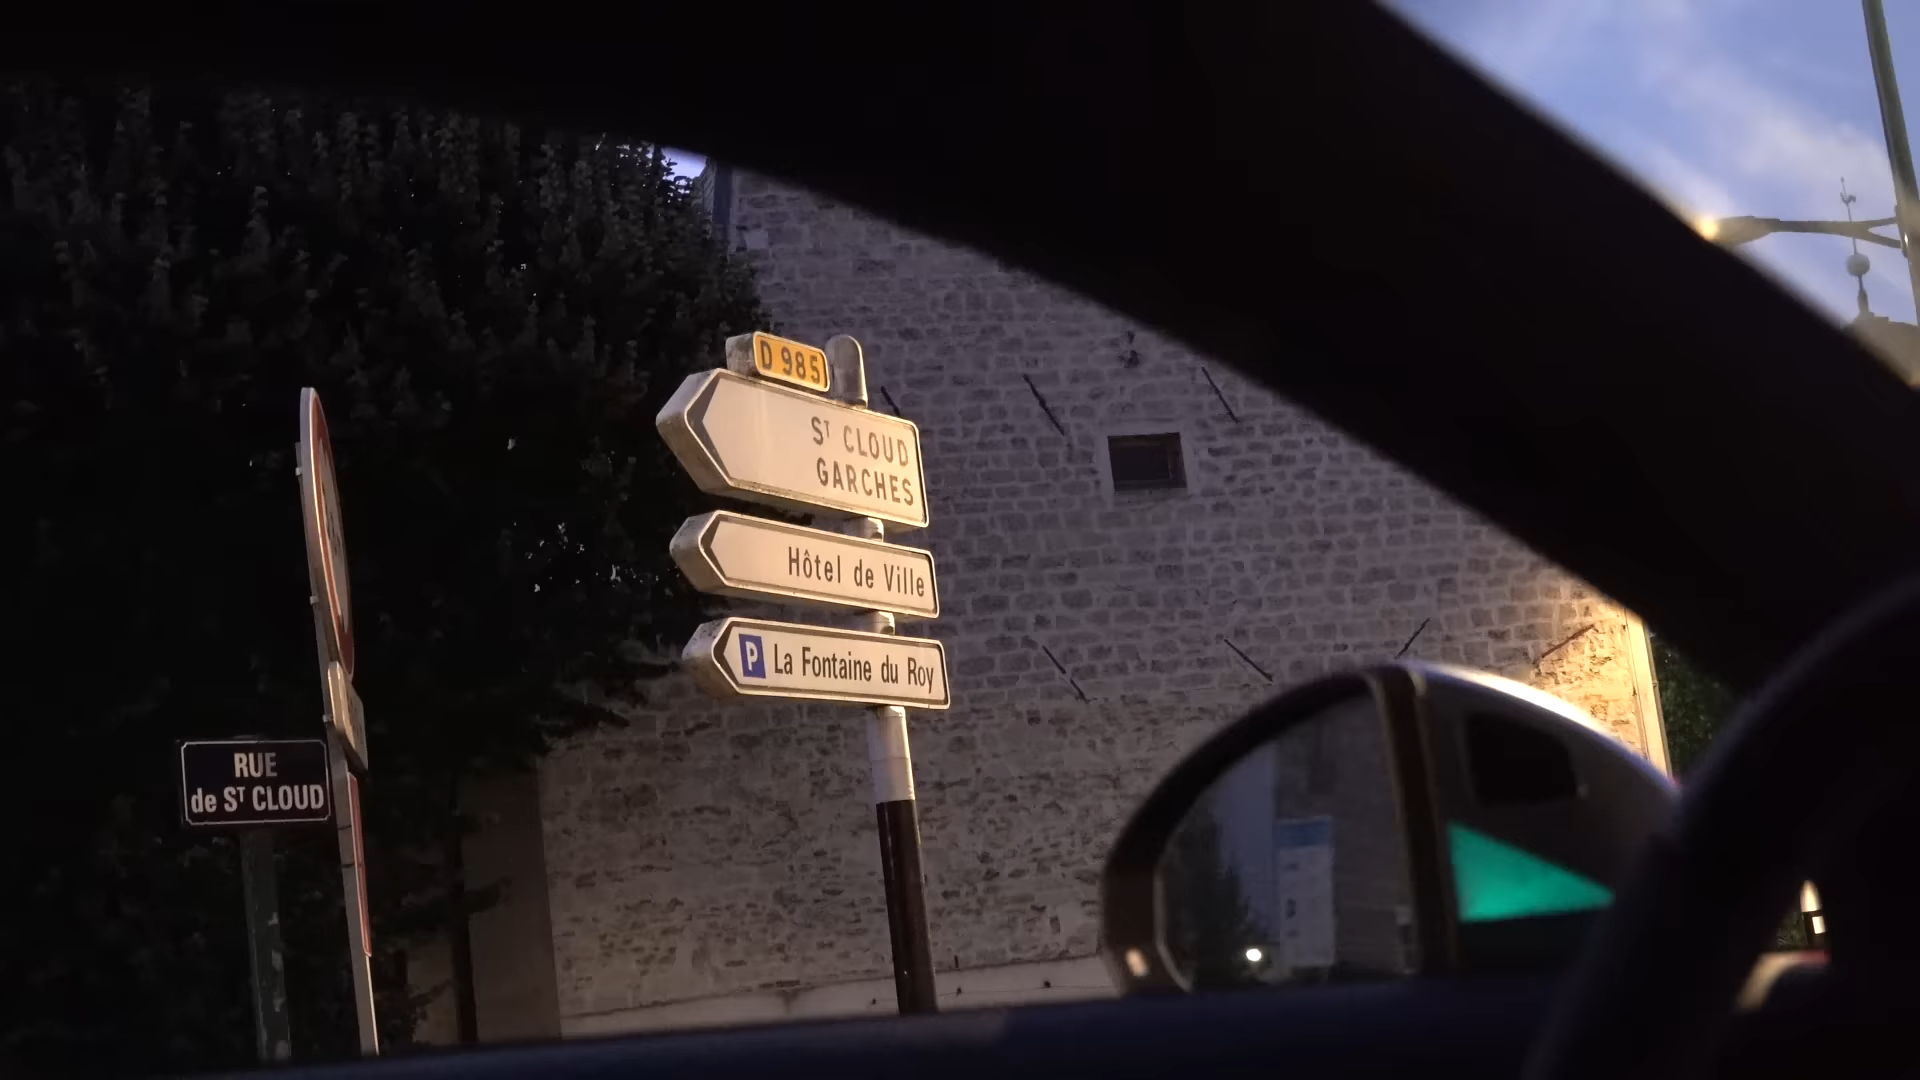 D 985
Sᵀ CLOUD
GARCHES
Hôtel de Ville
P La Fontaine du Roy
RUE
de Sᵀ CLOUD